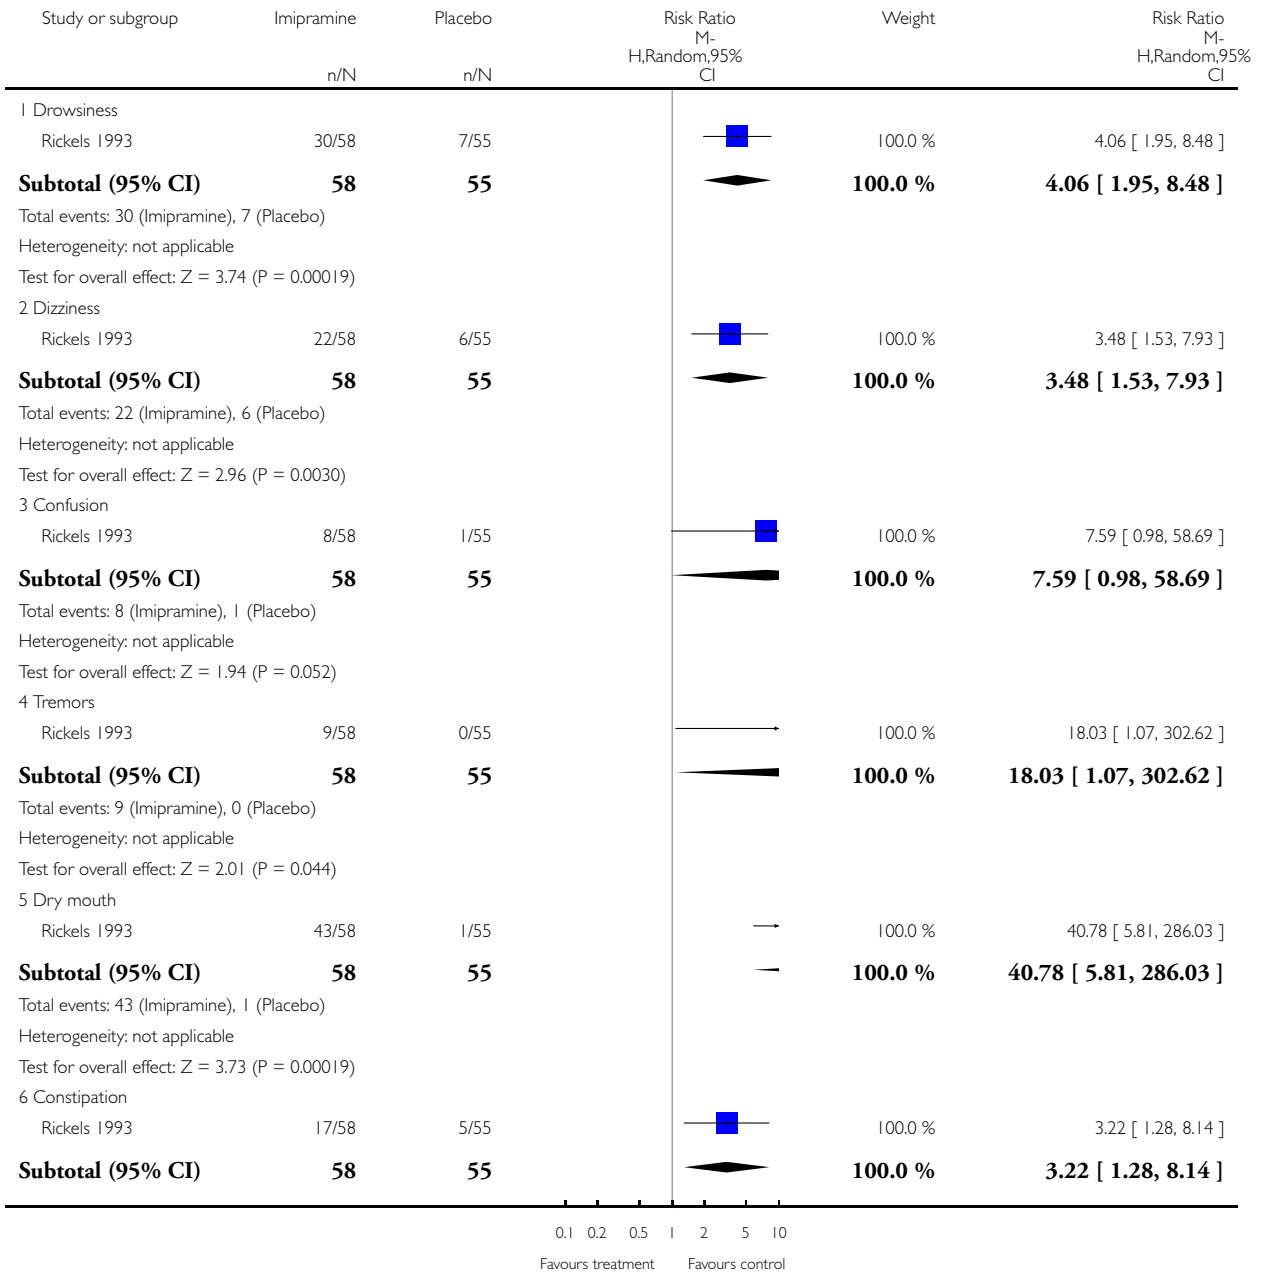 Study or subgroup Imipramine Placebo Risk Ratio Weight Risk Ratio
M- M-
H,Random,95% H,Random,95%
n/N n/N CI CI
1 Drowsiness
Rickels 1993 30/58 7/55 100.0 % 4.06 [ 1.95, 8.48 ]
Subtotal (95% CI) 58 55 100.0 % 4.06 [ 1.95, 8.48 ]
Total events: 30 (Imipramine), 7 (Placebo)
Heterogeneity: not applicable
Test for overall effect: Z = 3.74 (P = 0.00019)
2 Dizziness
Rickels 1993 22/58 6/55 100.0 % 3.48 [ 1.53, 7.93 ]
Subtotal (95% CI) 58 55 100.0 % 3.48 [ 1.53, 7.93 ]
Total events: 22 (Imipramine), 6 (Placebo)
Heterogeneity: not applicable
Test for overall effect: Z = 2.96 (P = 0.0030)
3 Confusion
Rickels 1993 8/58 1/55 100.0 % 7.59 [ 0.98, 58.69 ]
Subtotal (95% CI) 58 55 100.0 % 7.59 [ 0.98, 58.69 ]
Total events: 8 (Imipramine), 1 (Placebo)
Heterogeneity: not applicable
Test for overall effect: Z = 1.94 (P = 0.052)
4 Tremors
Rickels 1993 9/58 0/55 100.0 % 18.03 [ 1.07, 302.62 ]
Subtotal (95% CI) 58 55 100.0 % 18.03 [ 1.07, 302.62 ]
Total events: 9 (Imipramine), 0 (Placebo)
Heterogeneity: not applicable
Test for overall effect: Z = 2.01 (P = 0.044)
5 Dry mouth
Rickels 1993 43/58 1/55 100.0 % 40.78 [ 5.81, 286.03 ]
Subtotal (95% CI) 58 55 100.0 % 40.78 [ 5.81, 286.03 ]
Total events: 43 (Imipramine), 1 (Placebo)
Heterogeneity: not applicable
Test for overall effect: Z = 3.73 (P = 0.00019)
6 Constipation
Rickels 1993 17/58 5/55 100.0 % 3.22 [ 1.28, 8.14 ]
Subtotal (95% CI) 58 55 100.0 % 3.22 [ 1.28, 8.14 ]
0.1 0.2 0.5 1 2 5 10
Favours treatment Favours control